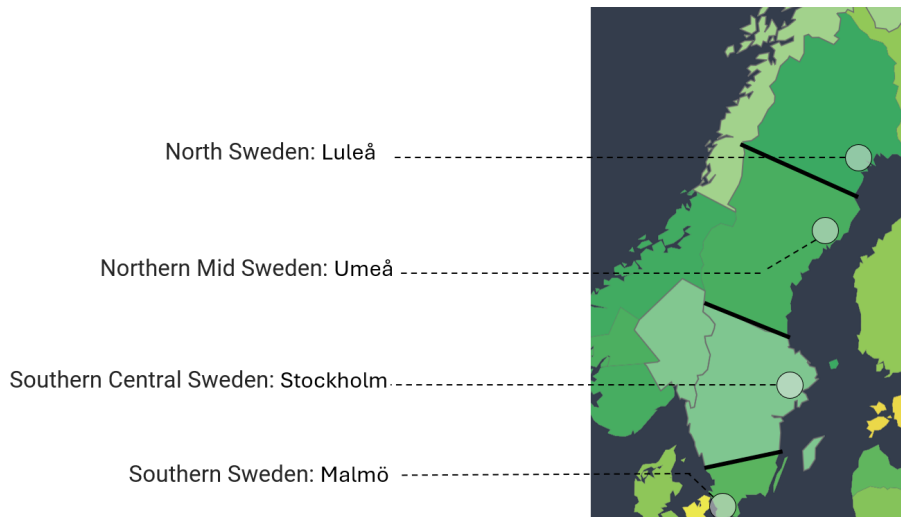 North Sweden: Luleå
Northern Mid Sweden: Umeå
Southern Central Sweden: Stockholm
Southern Sweden: Malmö